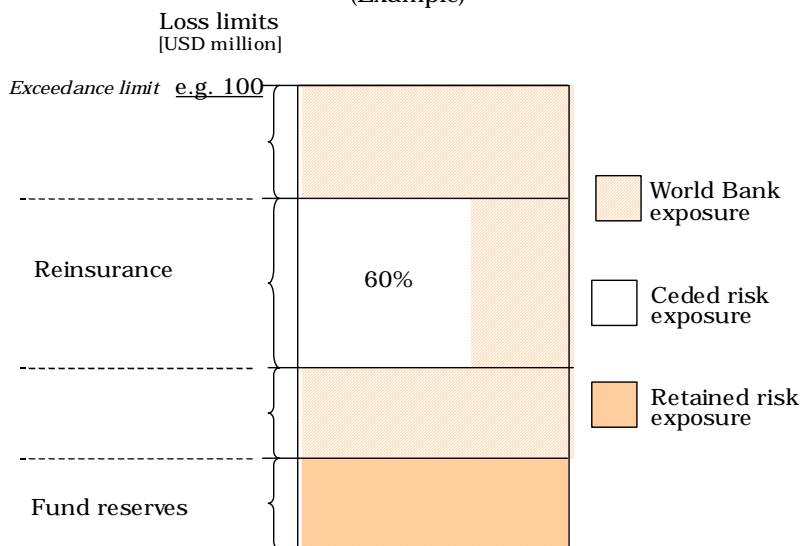 (Example)
Loss limits
[USD million]
Exceedance limit e.g. 100
World Bank
exposure
Reinsurance
60%
Ceded risk
exposure
Retained risk
exposure
Fund reserves